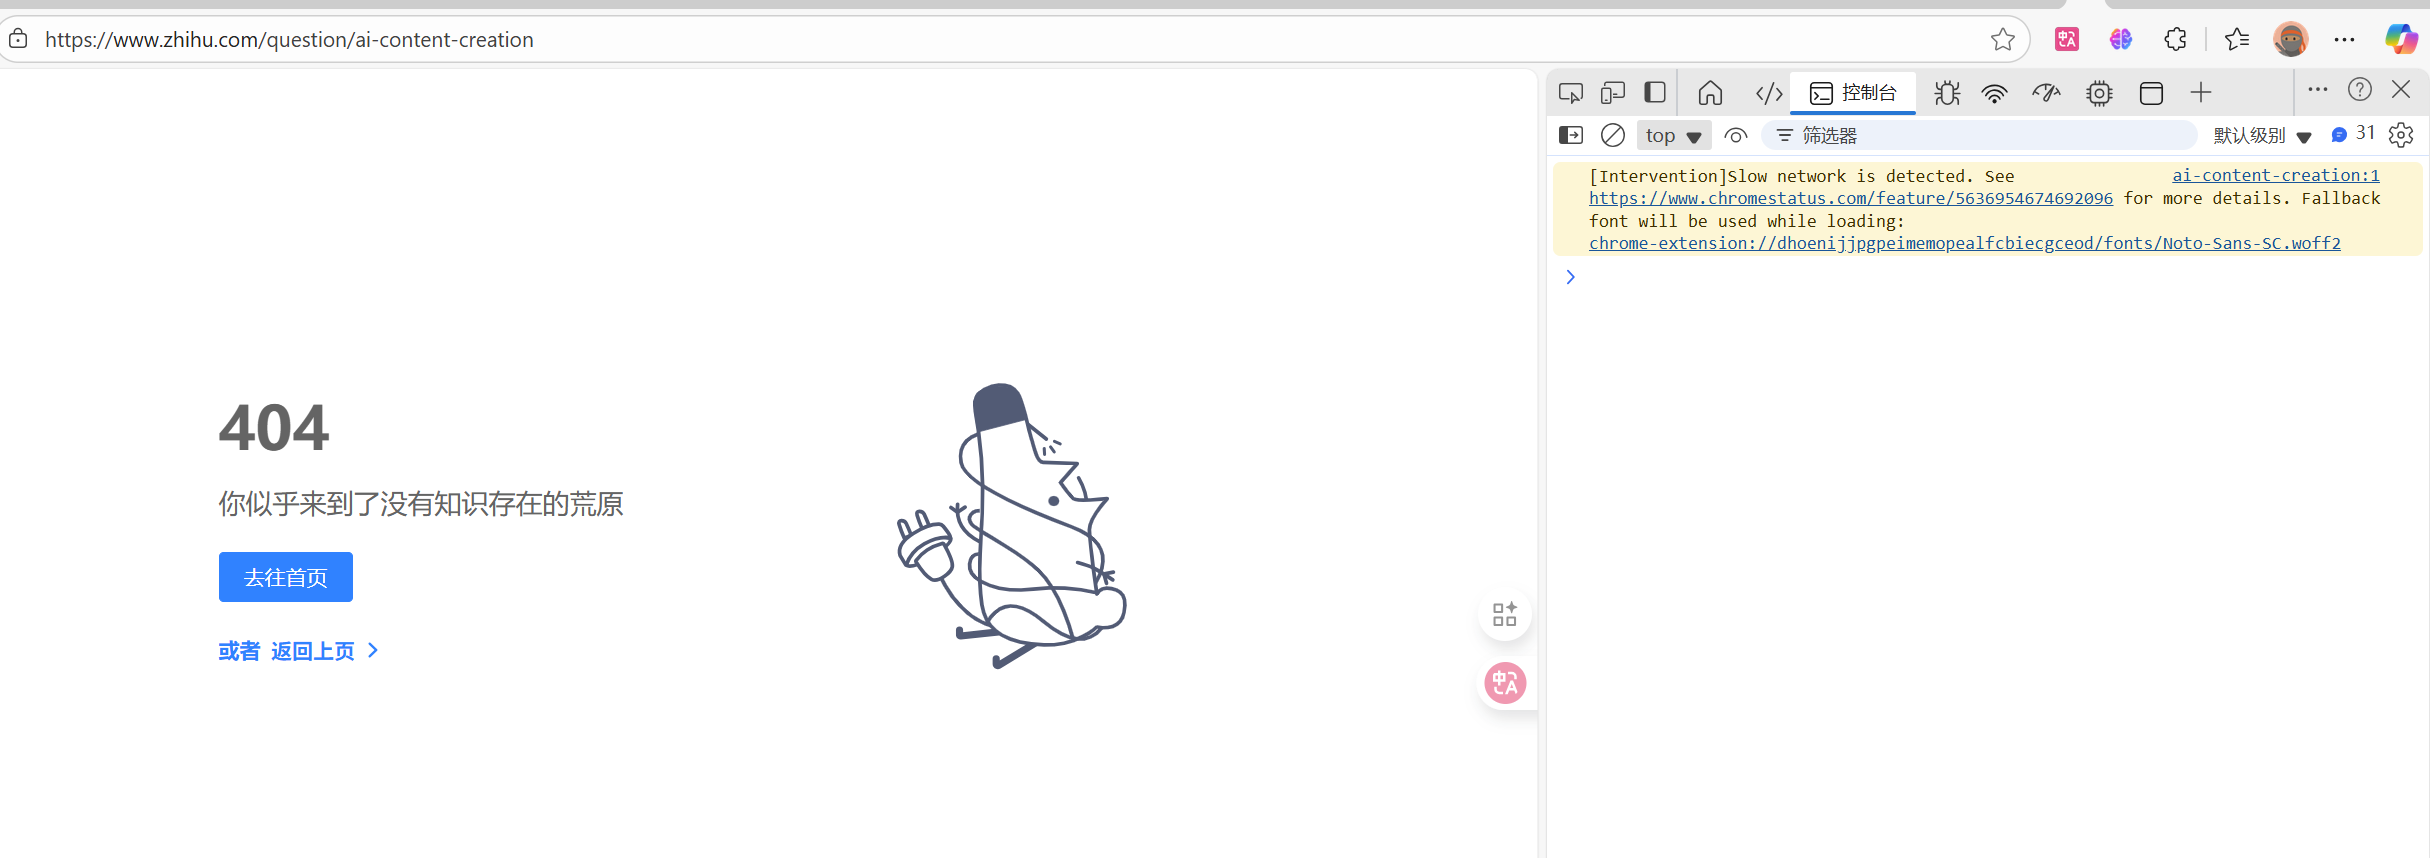 https://www.zhihu.com/question/ai-content-creation
控制台
top
筛选器
默认级别
31
[Intervention]Slow network is detected. See
ai-content-creation:1
https://www.chromestatus.com/feature/5636954674692096 for more details. Fallback
font will be used while loading:
chrome-extension://dhoenijjpgpeimemopealfcbiecgceod/fonts/Noto-Sans-SC.woff2
404
你似乎来到了没有知识存在的荒原
去往首页
或者 返回上页